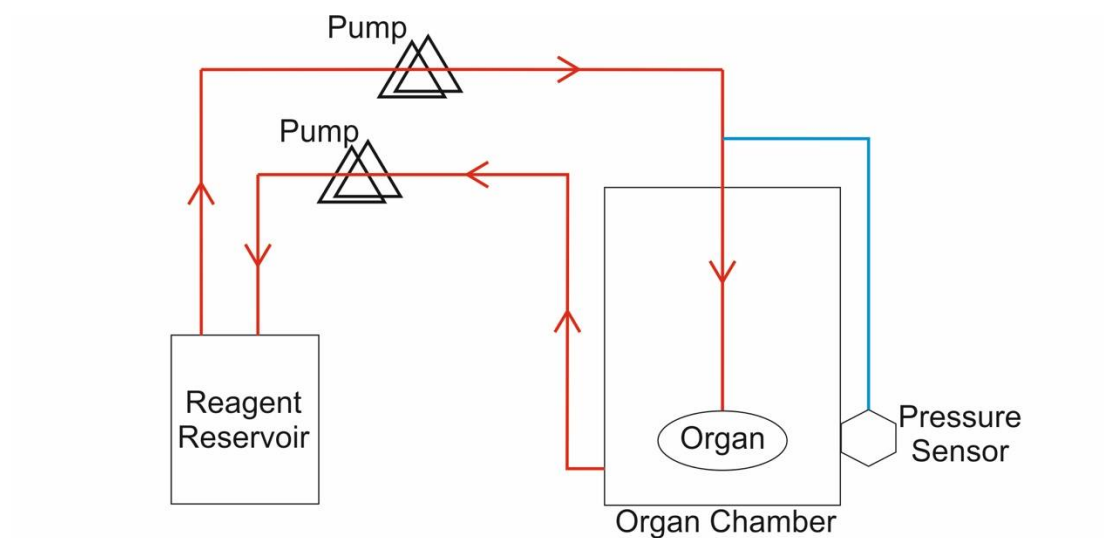 Pump
Pump
Reagent
Reservoir
Organ
Pressure
Sensor
Organ Chamber